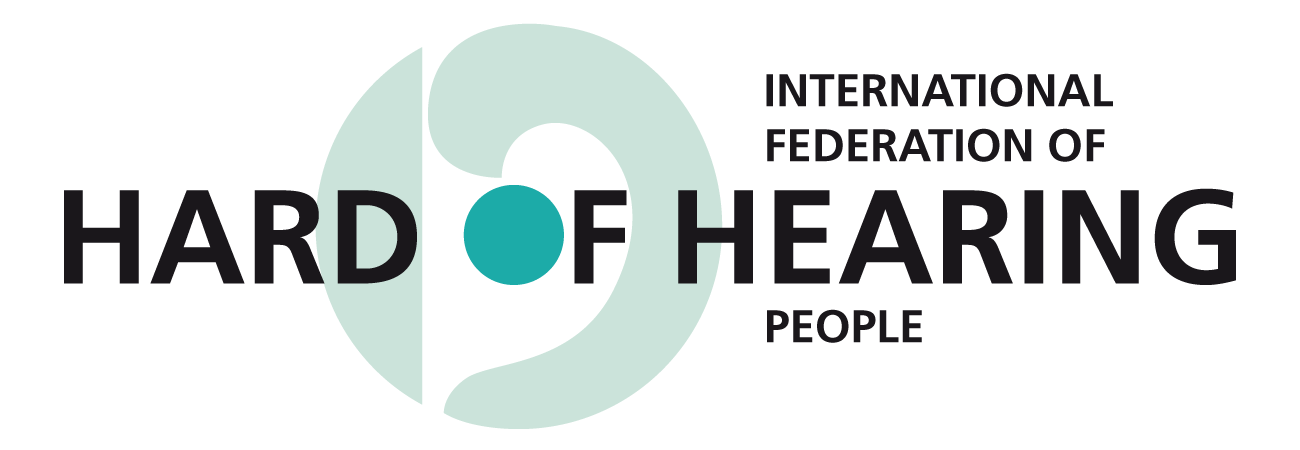 INTERNATIONAL
FEDERATION OF
HARD OF HEARING
PEOPLE